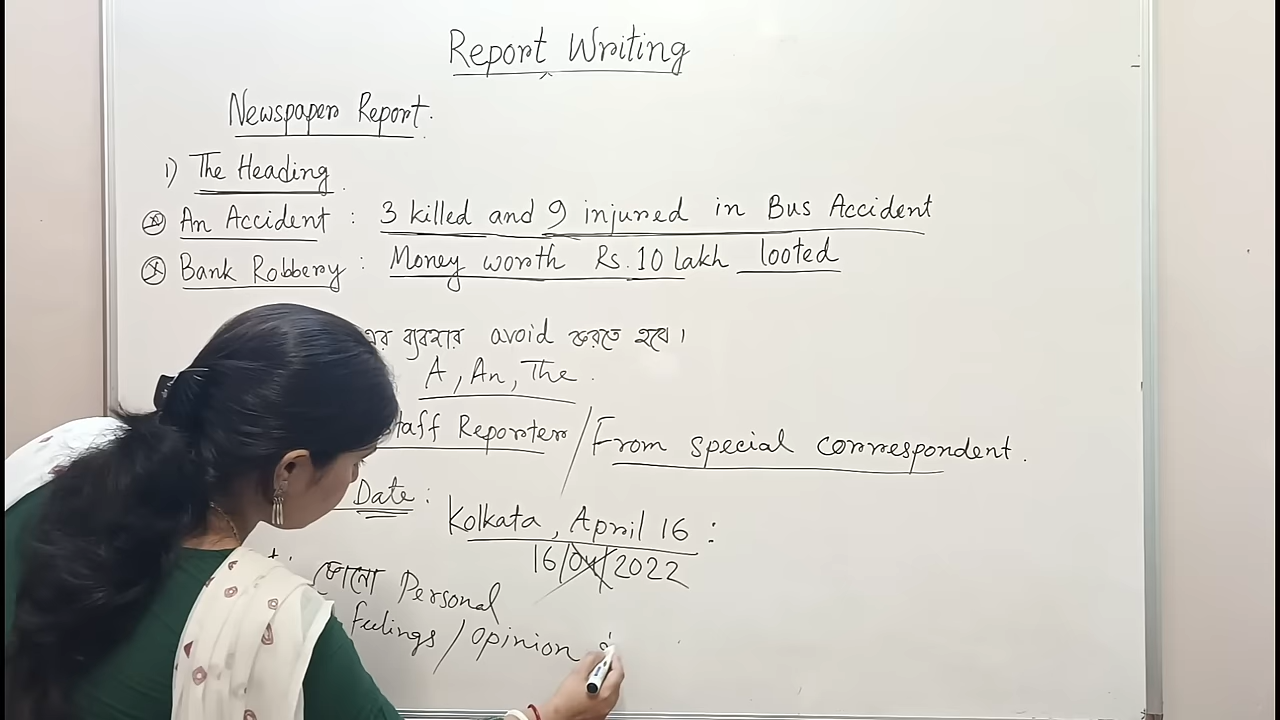 Report Writing
Newspaper Report.
1) The Heading
An Accident : 3 killed and 9 injured in Bus Accident
Bank Robbery : Money worth Rs. 10 lakh looted
এর ব্যবহার avoid করতে হবে।
A, An, The.
Staff Reporter / From special correspondent.
Date :
Kolkata, April 16 :
16/04/2022
কোনো Personal
feelings / opinion